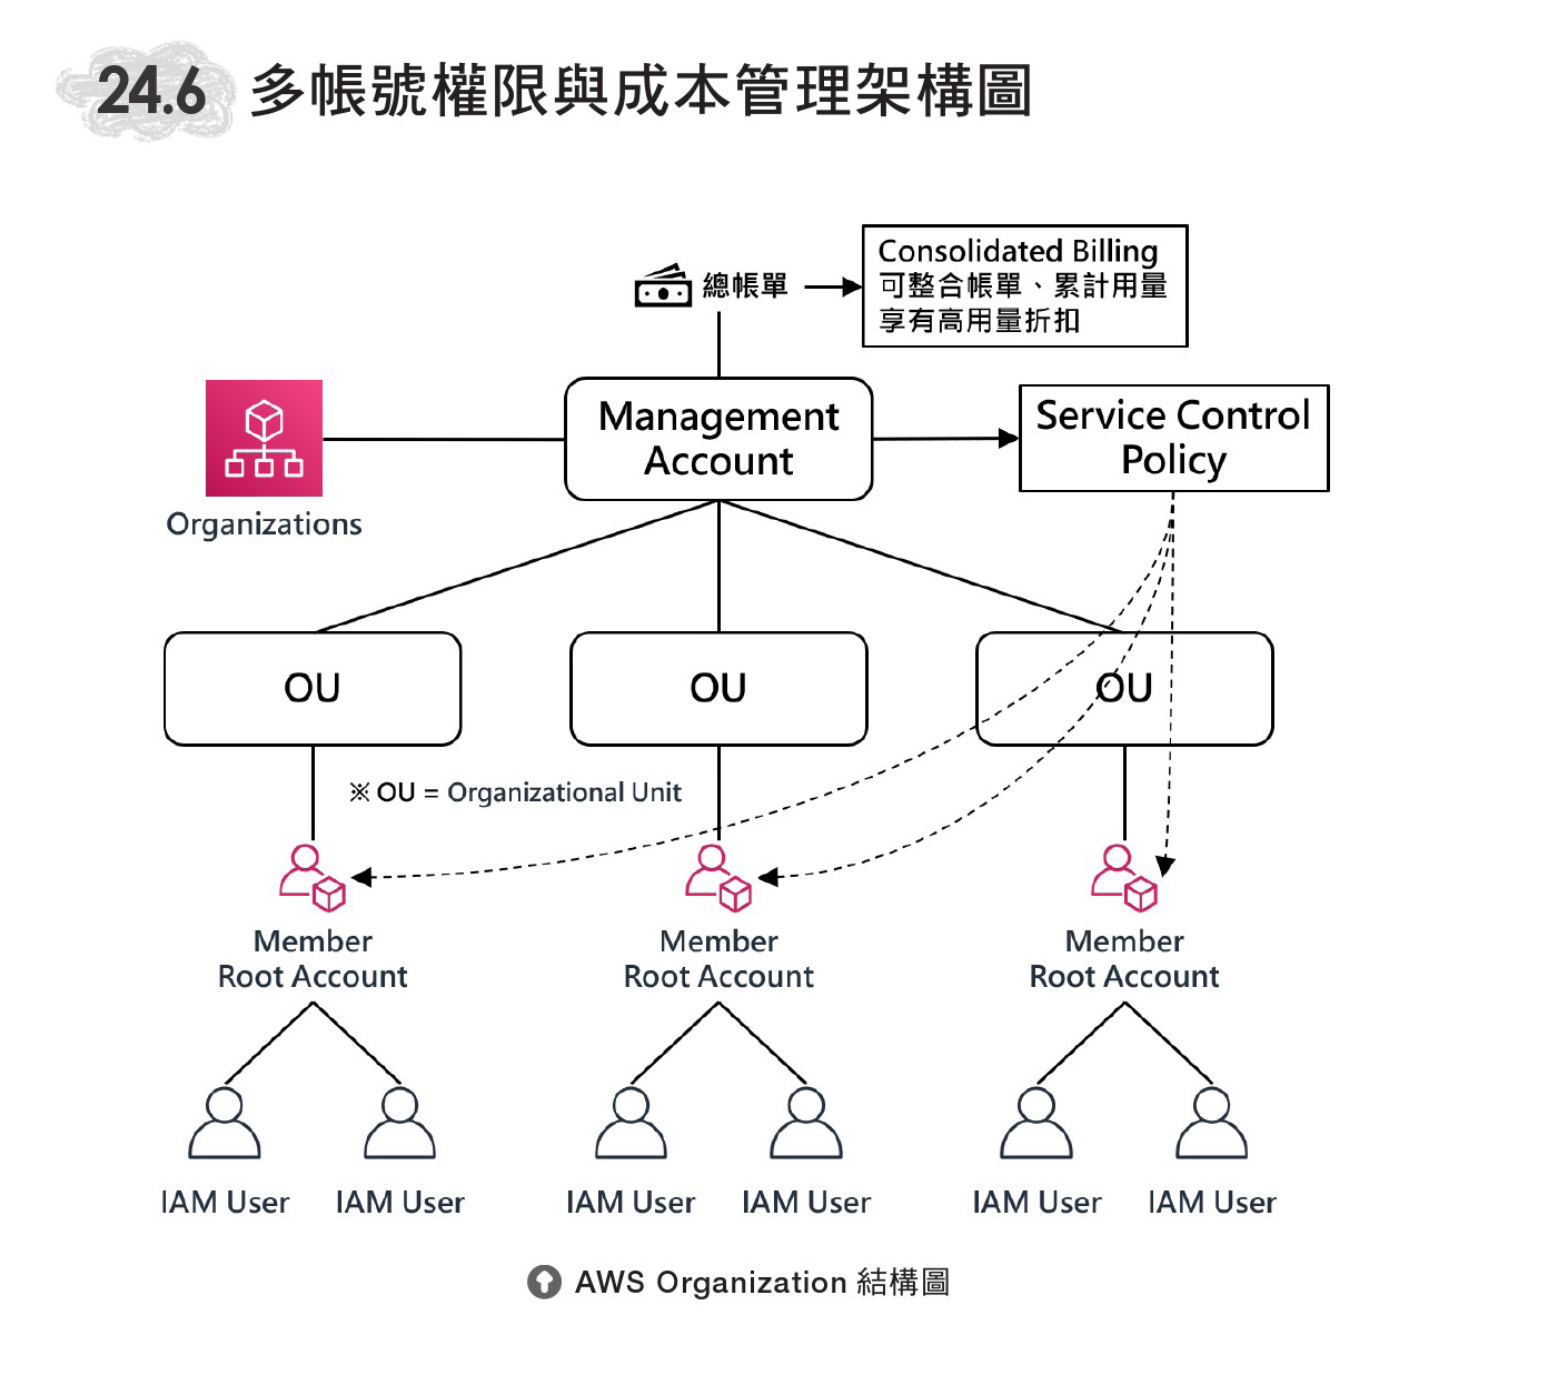 24.6 多帳號權限與成本管理架構圖
總帳單
Consolidated Billing
可整合帳單、累計用量
享有高用量折扣
Organizations
Management
Account
Service Control
Policy
OU
OU
OU
※ OU = Organizational Unit
Member
Root Account
Member
Root Account
Member
Root Account
IAM User
IAM User
IAM User
IAM User
IAM User
IAM User
AWS Organization 結構圖